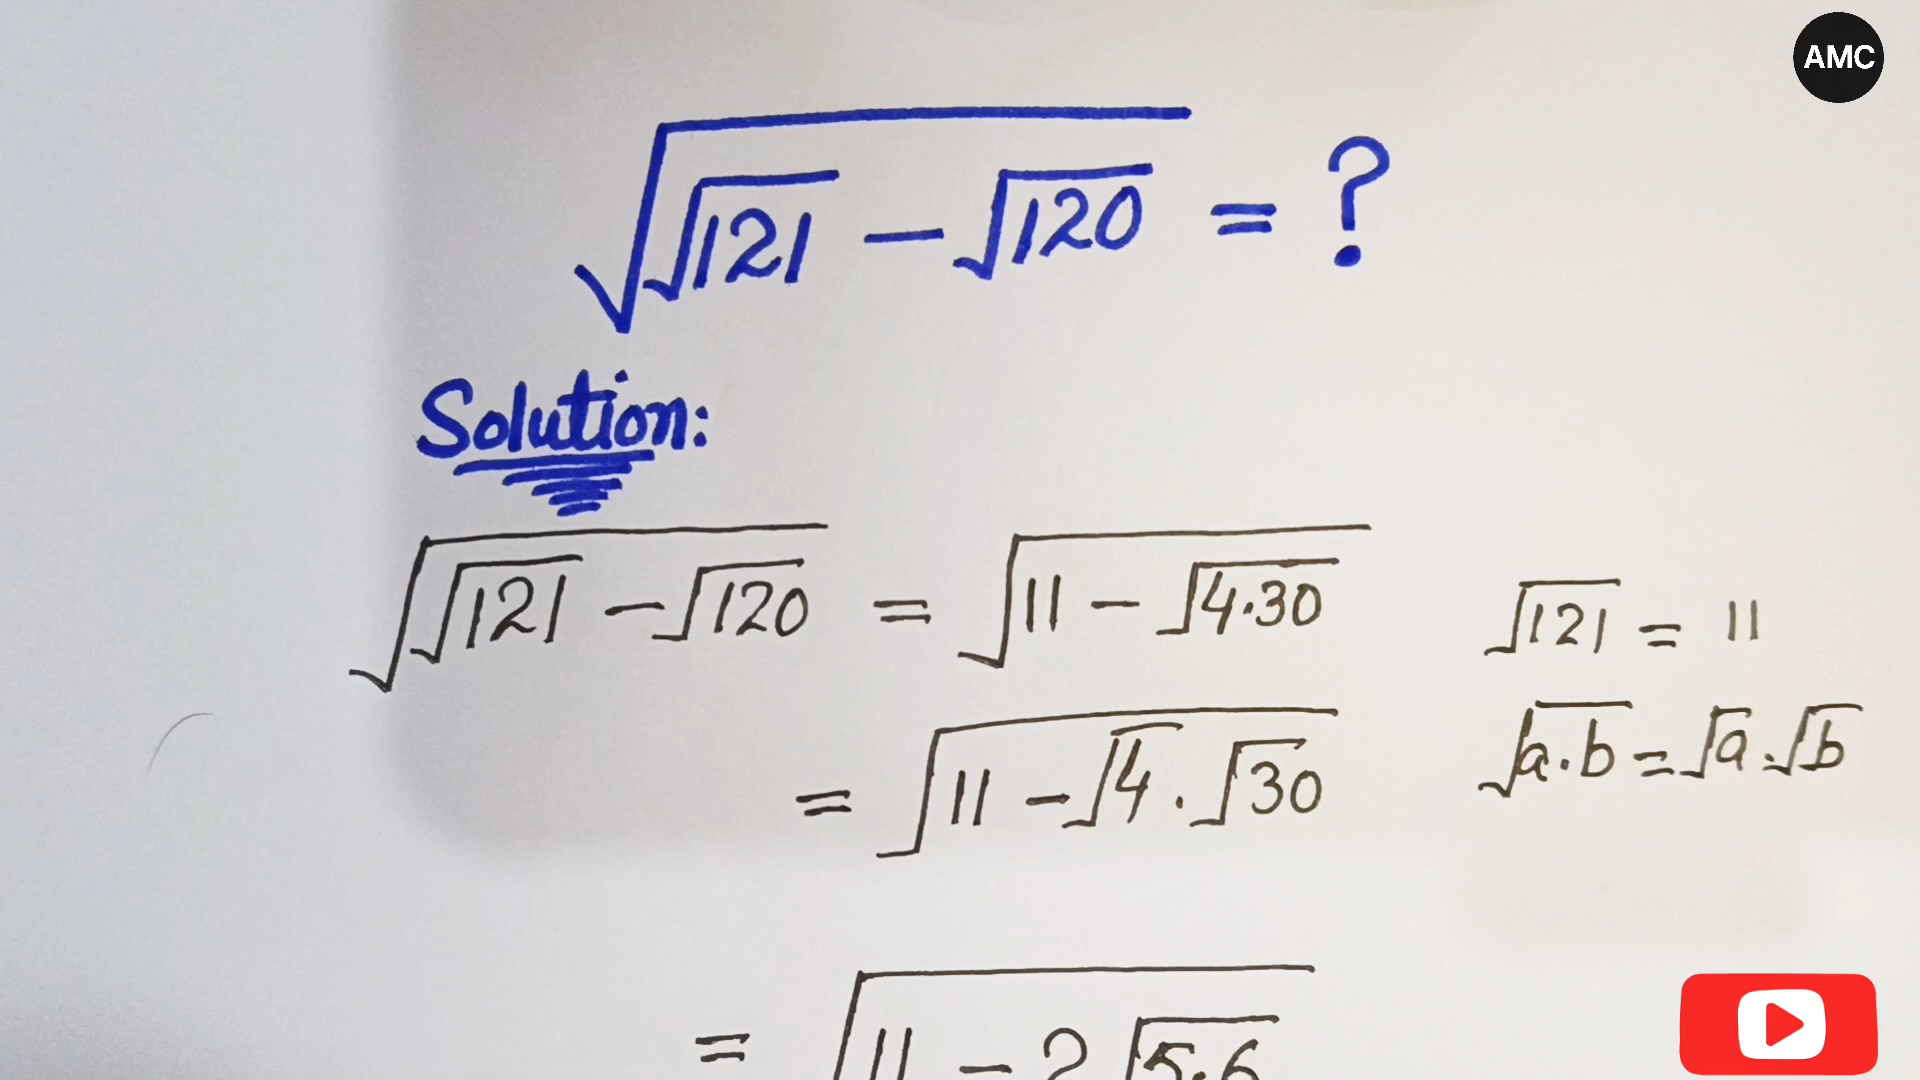 AMC
√(√121 − √120) = ?
Solution:
√(√121 − √120) = √(11 − √(4·30))
√121 = 11
= √(11 − √4 · √30)
√(a·b) = √a · √b
= √(11 − 2√(5·6))